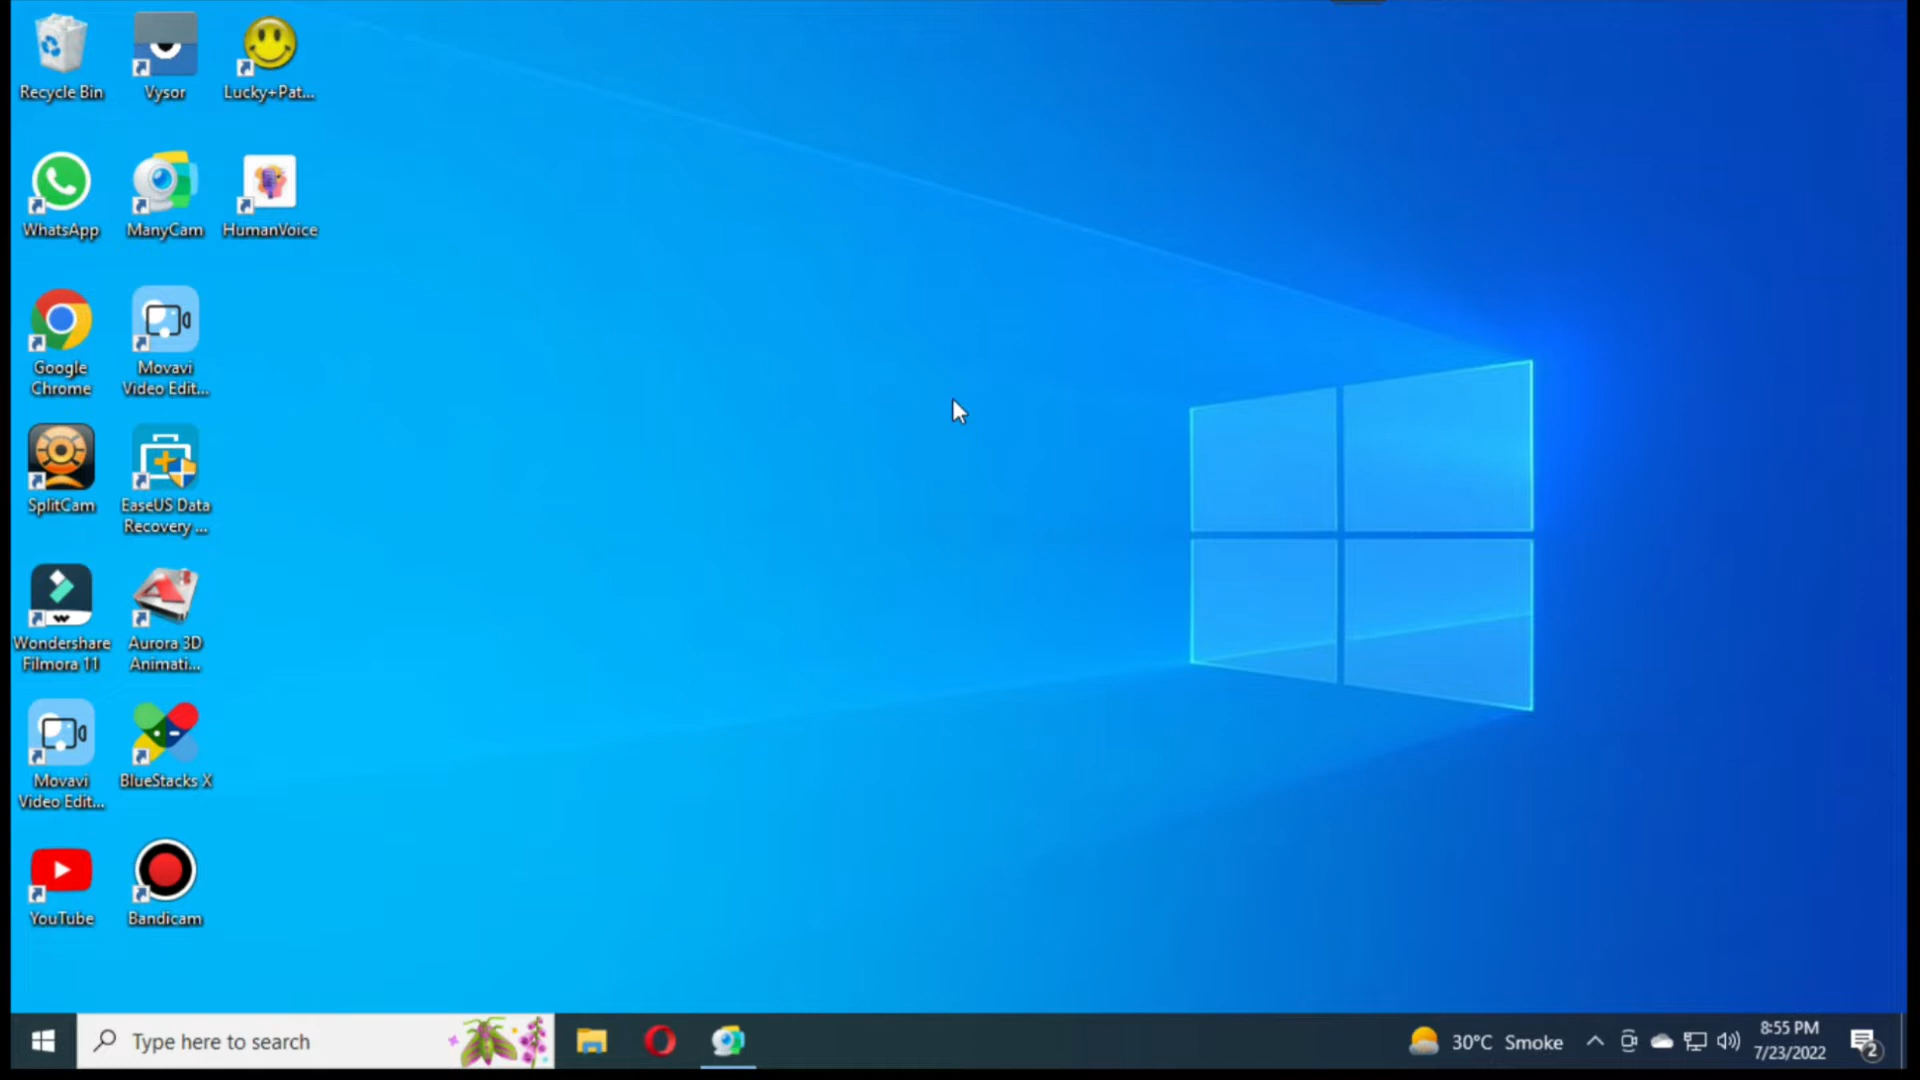 Recycle Bin
Vysor
Lucky+Pat...
WhatsApp
ManyCam
HumanVoice
Google
Chrome
Movavi
Video Edit...
SplitCam
EaseUS Data
Recovery ...
Wondershare
Filmora 11
Aurora 3D
Animati...
Movavi
Video Edit...
BlueStacks X
YouTube
Bandicam
Type here to search
30°C Smoke
8:55 PM
7/23/2022
2